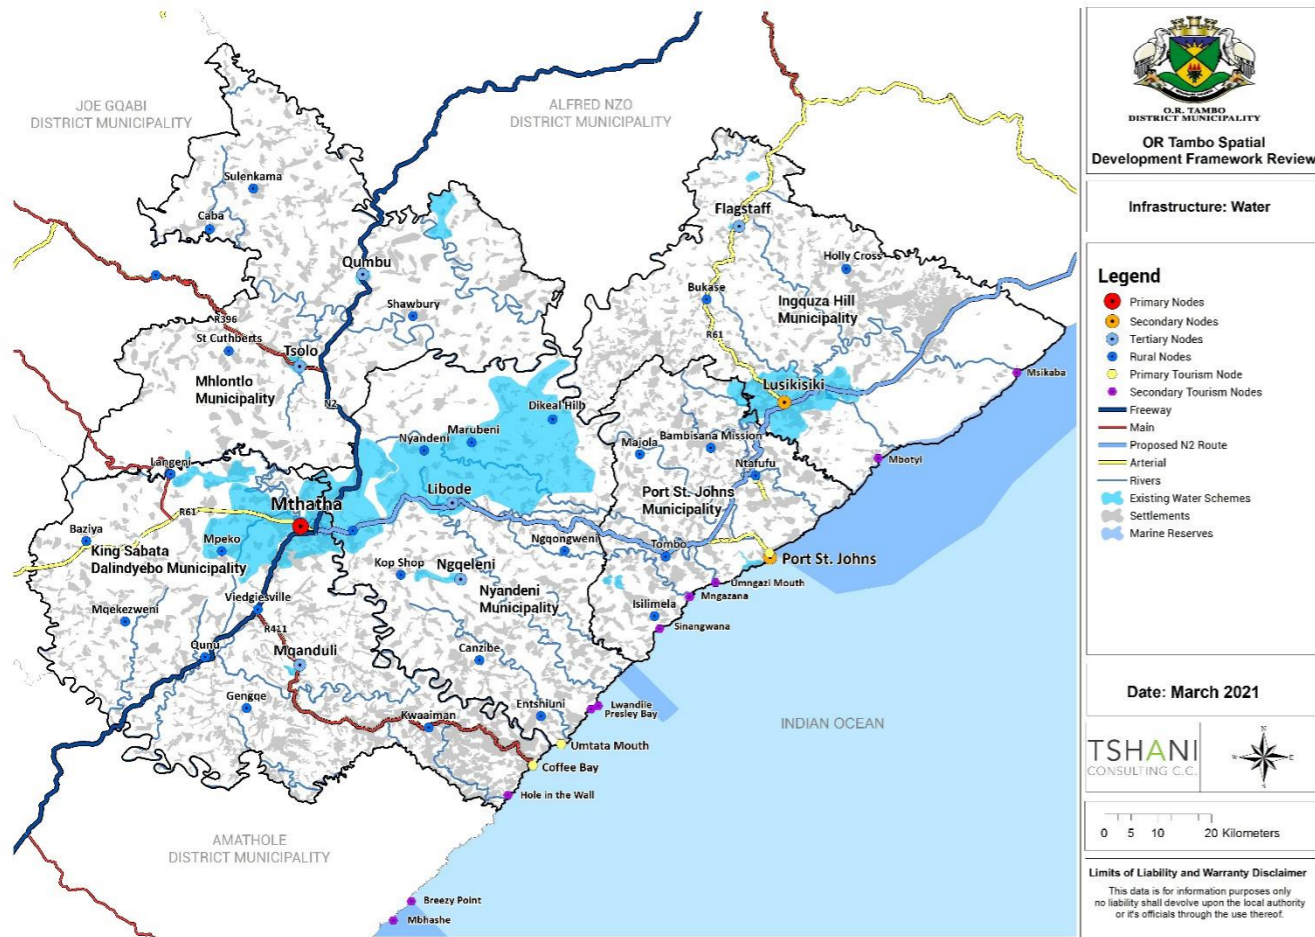 JOE GQABI
DISTRICT MUNICIPALITY
ALFRED NZO
DISTRICT MUNICIPALITY
Sulenkama
Caba
Flagstaff
Qumbu
Holly Cross
Bukase
Ingquza Hill
Municipality
Shawbury
R396
St Cuthberts
R61
Tsolo
Mhlontlo
Municipality
Msikaba
Lusikisiki
N2
Dikeal Hill
Marubeni
Nyandeni
Majola
Bambisana Mission
Mbotyi
Langeni
Ntafufu
Libode
Mthatha
Port St. Johns
Municipality
R61
Baziya
Mpeko
King Sabata
Dalindyebo Municipality
Ngqongweni
Tombo
Port St. Johns
Kop Shop
Ngqeleni
Nyandeni
Municipality
Umngazi Mouth
Mngazana
Viedgiesville
Mqekezweni
Isilimela
Sinangwana
R411
Qunu
Mqanduli
Canzibe
Gengqe
Entshiuni
Lwandile
Presley Bay
Kwaaiman
INDIAN OCEAN
Umtata Mouth
Coffee Bay
Hole in the Wall
AMATHOLE
DISTRICT MUNICIPALITY
Breezy Point
Mbhashe
O.R. TAMBO
DISTRICT MUNICIPALITY
OR Tambo Spatial
Development Framework Review
Infrastructure: Water
Legend
Primary Nodes
Secondary Nodes
Tertiary Nodes
Rural Nodes
Primary Tourism Node
Secondary Tourism Nodes
Freeway
Main
Proposed N2 Route
Arterial
Rivers
Existing Water Schemes
Settlements
Marine Reserves
Date: March 2021
TSHANI
CONSULTING C.C.
N
E
S
W
0 5 10 20 Kilometers
Limits of Liability and Warranty Disclaimer
This data is for information purposes only
no liability shall devolve upon the local authority
or it's officials through the use thereof.